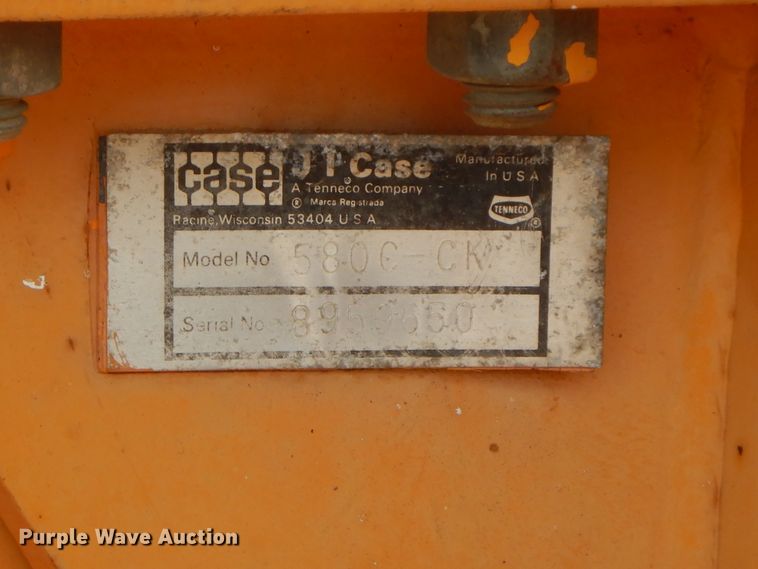 case
J I Case
Manufactured
In U S A
A Tenneco Company
® Marca Registrada
TENNECO
®
Racine, Wisconsin 53404 U S A
Model No 580C-CK
Serial No
Purple Wave Auction®